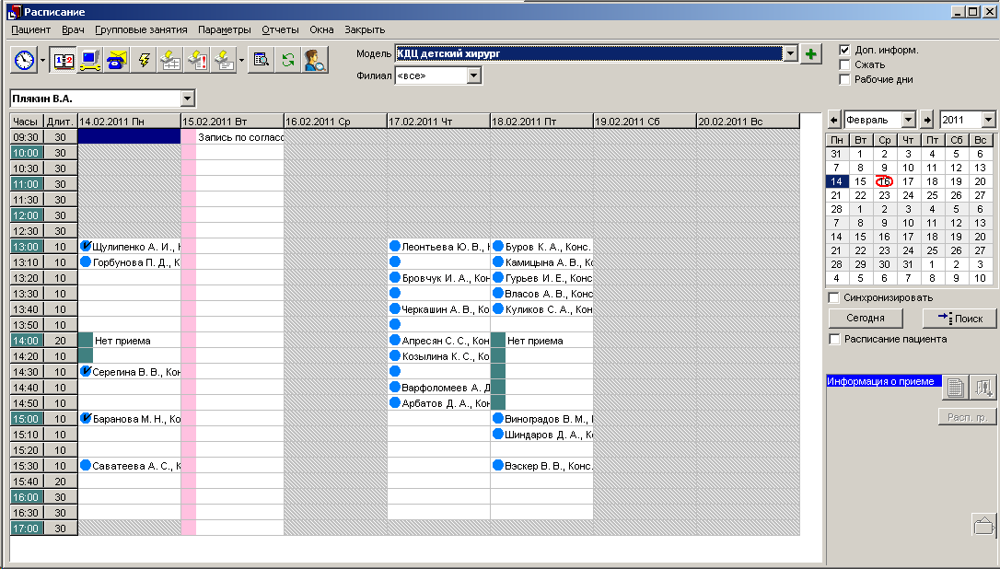 Расписание
Пациент Врач Групповые занятия Параметры Отчеты Окна Закрыть
Модель КДЦ детский хирург
Филиал <все>
Доп. информ.
Сжать
Рабочие дни
Плякин В.А.
Часы Длит. 14.02.2011 Пн 15.02.2011 Вт 16.02.2011 Ср 17.02.2011 Чт 18.02.2011 Пт 19.02.2011 Сб 20.02.2011 Вс
09:30 30 Запись по согласо
10:00 30
10:30 30
11:00 30
11:30 30
12:00 30
12:30 30
13:00 10 Щулипенко А. И., К Леонтьева Ю. В., К Буров К. А., Конс.
13:10 10 Горбунова П. Д., К Камицына А. В., Ко
13:20 10 Бровчук И. А., Кон Гурьев И. Е., Конс
13:30 10 Власов А. В., Конс
13:40 10 Черкашин А. В., Ко Куликов С. А., Кон
13:50 10
14:00 20 Нет приема Апресян С. С., Кон Нет приема
14:20 10 Козылина К. С., Ко
14:30 10 Серегина В. В., Кон
14:40 10 Варфоломеев А. Д
14:50 10 Арбатов Д. А., Кон
15:00 10 Баранова М. Н., Ко Виноградов В. М., К
15:10 10 Шиндаров Д. А., Ко
15:20 10
15:30 10 Саватеева А. С., К Вэскер В. В., Конс.
15:40 20
16:00 30
16:30 30
17:00 30
Февраль 2011
Пн Вт Ср Чт Пт Сб Вс
31 1 2 3 4 5 6
7 8 9 10 11 12 13
14 15 16 17 18 19 20
21 22 23 24 25 26 27
28 1 2 3 4 5 6
7 8 9 10 11 12 13
14 15 16 17 18 19 20
21 22 23 24 25 26 27
28 29 30 31 1 2 3
4 5 6 7 8 9 10
Синхронизировать
Сегодня Поиск
Расписание пациента
Информация о приеме
Расп. гр.